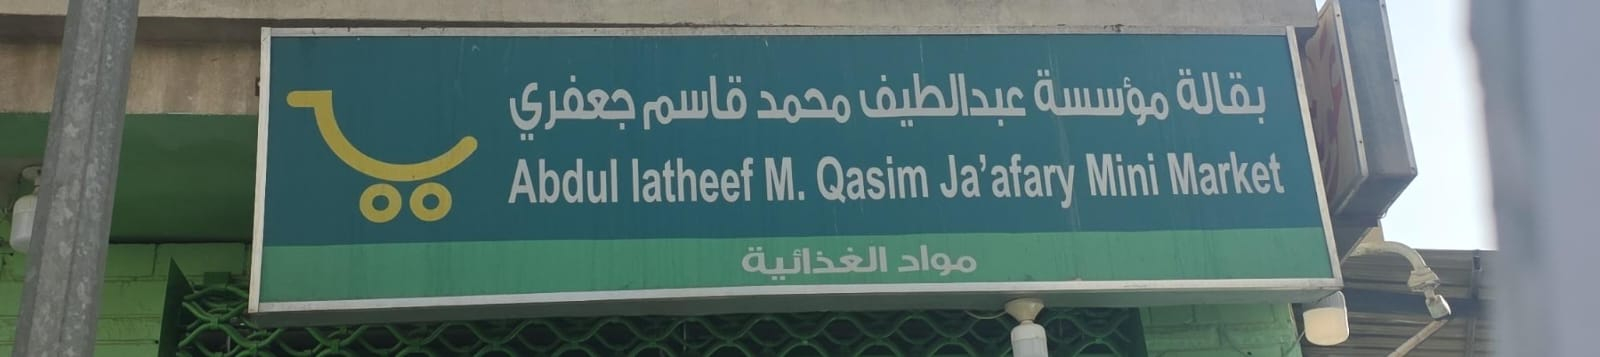 بقالة مؤسسة عبدالطيف محمد قاسم جعفري
Abdul latheef M. Qasim Ja'afary Mini Market
مواد الغذائية